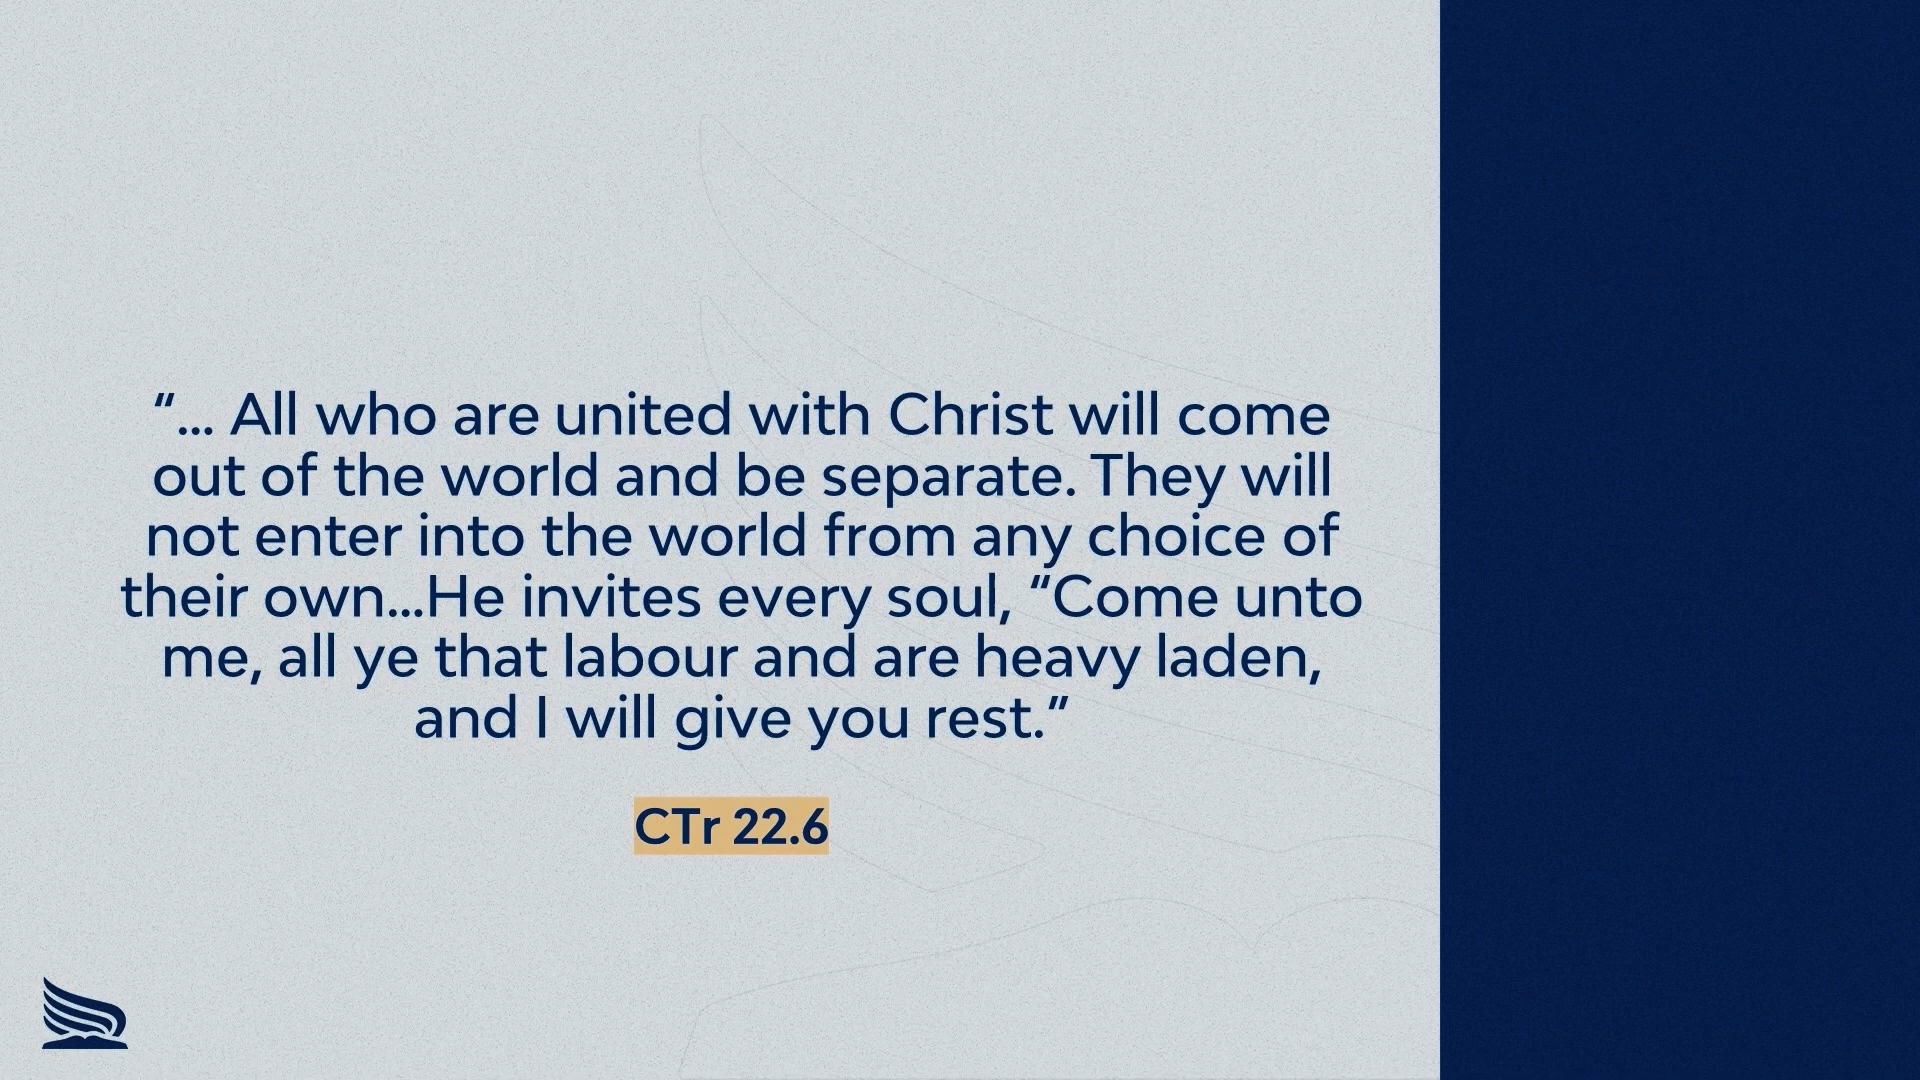 “... All who are united with Christ will come
out of the world and be separate. They will
not enter into the world from any choice of
their own...He invites every soul, “Come unto
me, all ye that labour and are heavy laden,
and I will give you rest.”
CTr 22.6